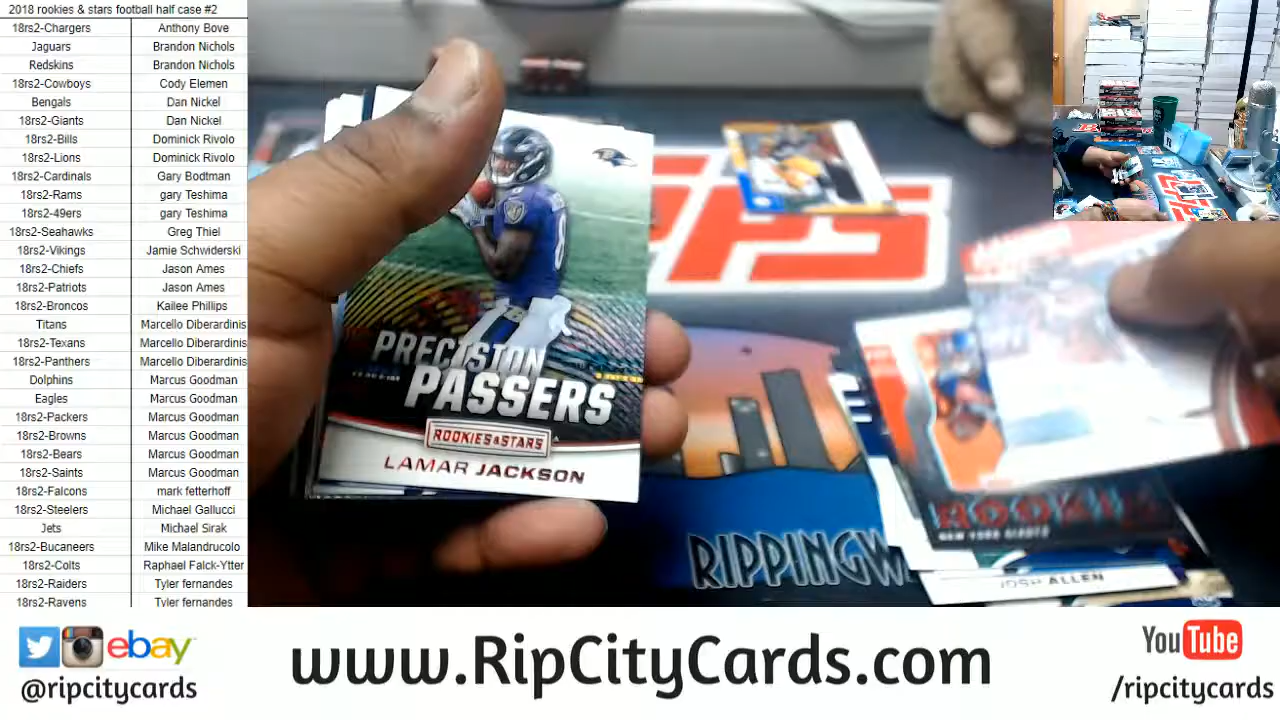 2018 rookies & stars football half case #2
18rs2-Chargers Anthony Bove
Jaguars Brandon Nichols
Redskins Brandon Nichols
18rs2-Cowboys Cody Elemen
Bengals Dan Nickel
18rs2-Giants Dan Nickel
18rs2-Bills Dominick Rivolo
18rs2-Lions Dominick Rivolo
18rs2-Cardinals Gary Bodtman
18rs2-Rams gary Teshima
18rs2-49ers gary Teshima
18rs2-Seahawks Greg Thiel
18rs2-Vikings Jamie Schwiderski
18rs2-Chiefs Jason Ames
18rs2-Patriots Jason Ames
18rs2-Broncos Kailee Phillips
Titans Marcello Diberardinis
18rs2-Texans Marcello Diberardinis
18rs2-Panthers Marcello Diberardinis
Dolphins Marcus Goodman
Eagles Marcus Goodman
18rs2-Packers Marcus Goodman
18rs2-Browns Marcus Goodman
18rs2-Bears Marcus Goodman
18rs2-Saints Marcus Goodman
18rs2-Falcons mark fetterhoff
18rs2-Steelers Michael Gallucci
Jets Michael Sirak
18rs2-Bucaneers Mike Malandrucolo
18rs2-Colts Raphael Falck-Ytter
18rs2-Raiders Tyler fernandes
18rs2-Ravens Tyler fernandes
PRECISION
PASSERS
ROOKIES & STARS
LAMAR JACKSON
NEW YORK GIANTS
JOSH ALLEN
RIPPINGW
ebay
@ripcitycards
www.RipCityCards.com
YouTube
/ripcitycards